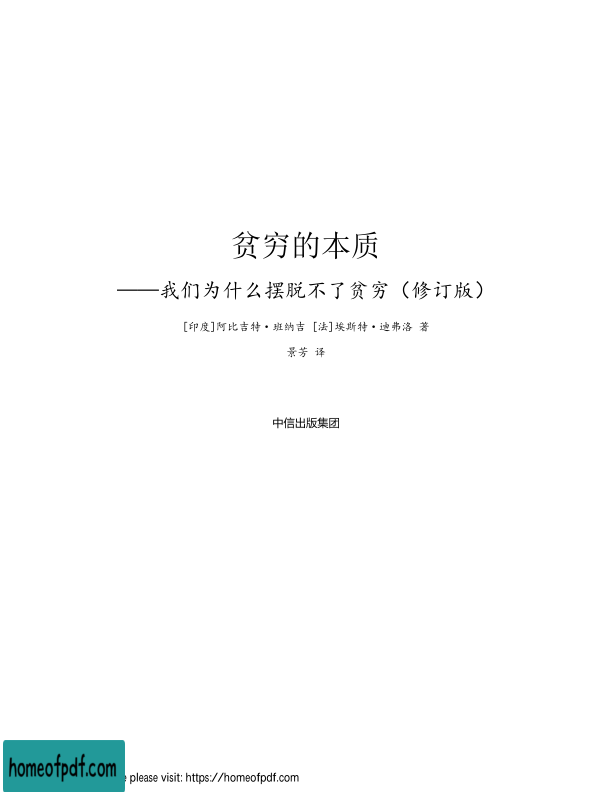 贫穷的本质
——我们为什么摆脱不了贫穷（修订版）
[印度]阿比吉特·班纳吉 [法]埃斯特·迪弗洛 著
景芳 译
中信出版集团
homeofpdf.com
please visit: https://homeofpdf.com